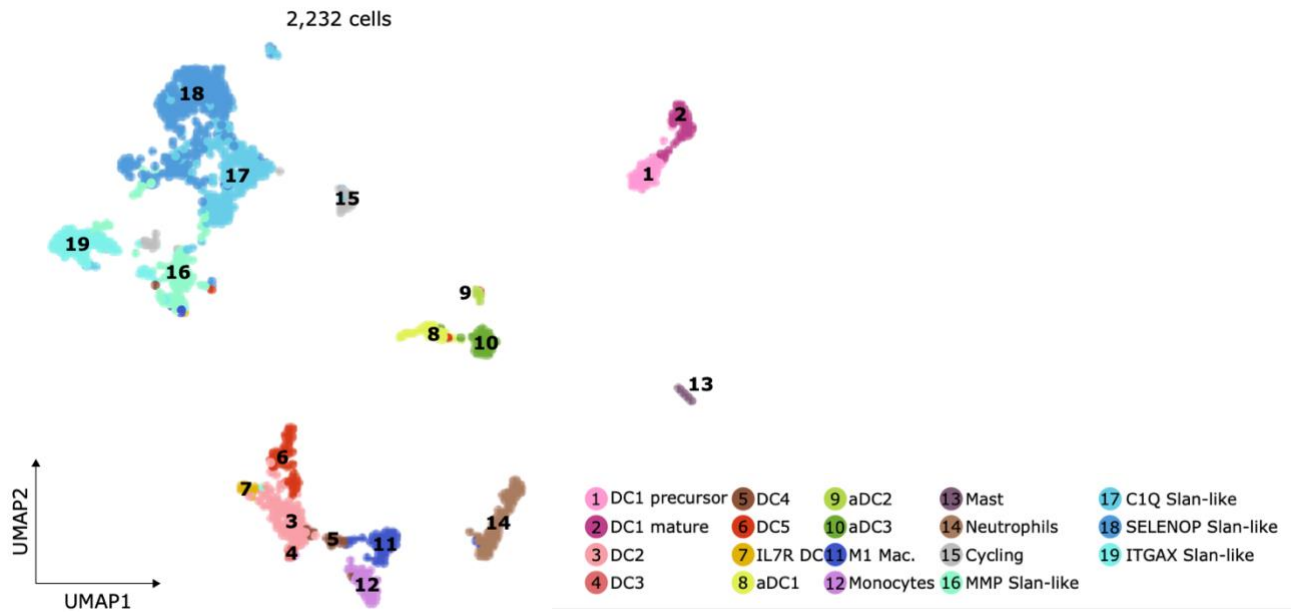 2,232 cells
18
2
17
1
15
19
16
9
8
10
13
6
7
3
14
5
11
4
12
UMAP2
UMAP1
1 DC1 precursor
2 DC1 mature
3 DC2
4 DC3
5 DC4
6 DC5
7 IL7R DC
8 aDC1
9 aDC2
10 aDC3
11 M1 Mac.
12 Monocytes
13 Mast
14 Neutrophils
15 Cycling
16 MMP Slan-like
17 C1Q Slan-like
18 SELENOP Slan-like
19 ITGAX Slan-like